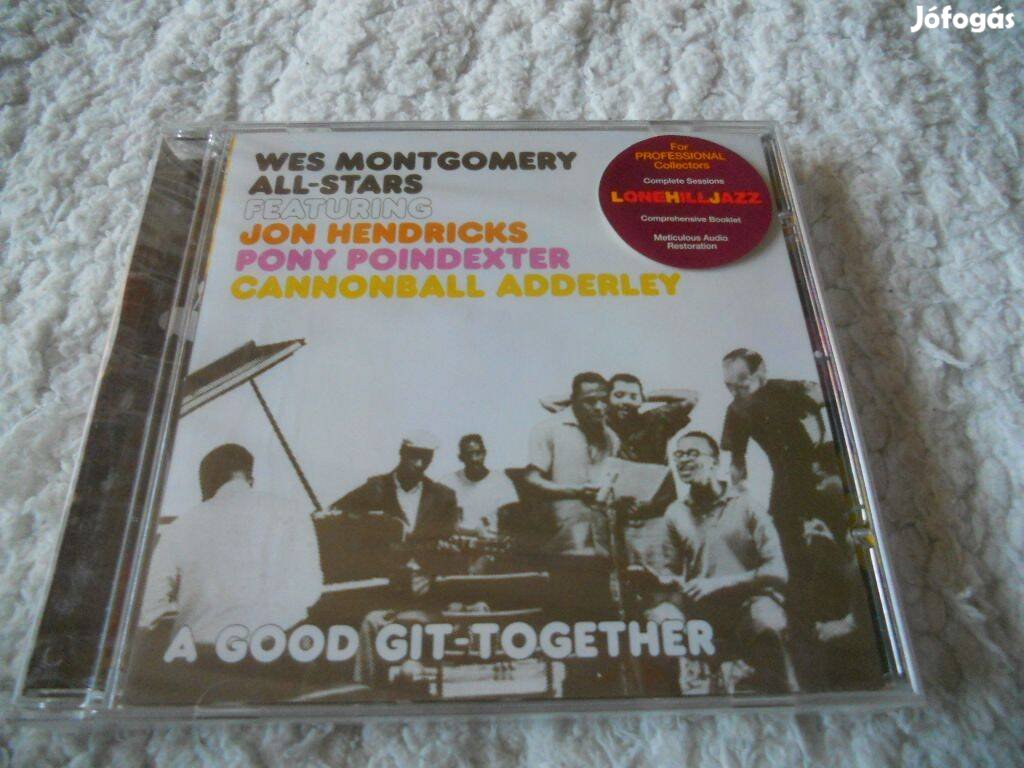 Jófogás
WES MONTGOMERY
ALL-STARS
FEATURING
JON HENDRICKS
PONY POINDEXTER
CANNONBALL ADDERLEY
For
PROFESSIONAL
Collectors
Complete Sessions
LONEHILLJAZZ
Comprehensive Booklet
Meticulous Audio
Restoration
A GOOD GIT-TOGETHER